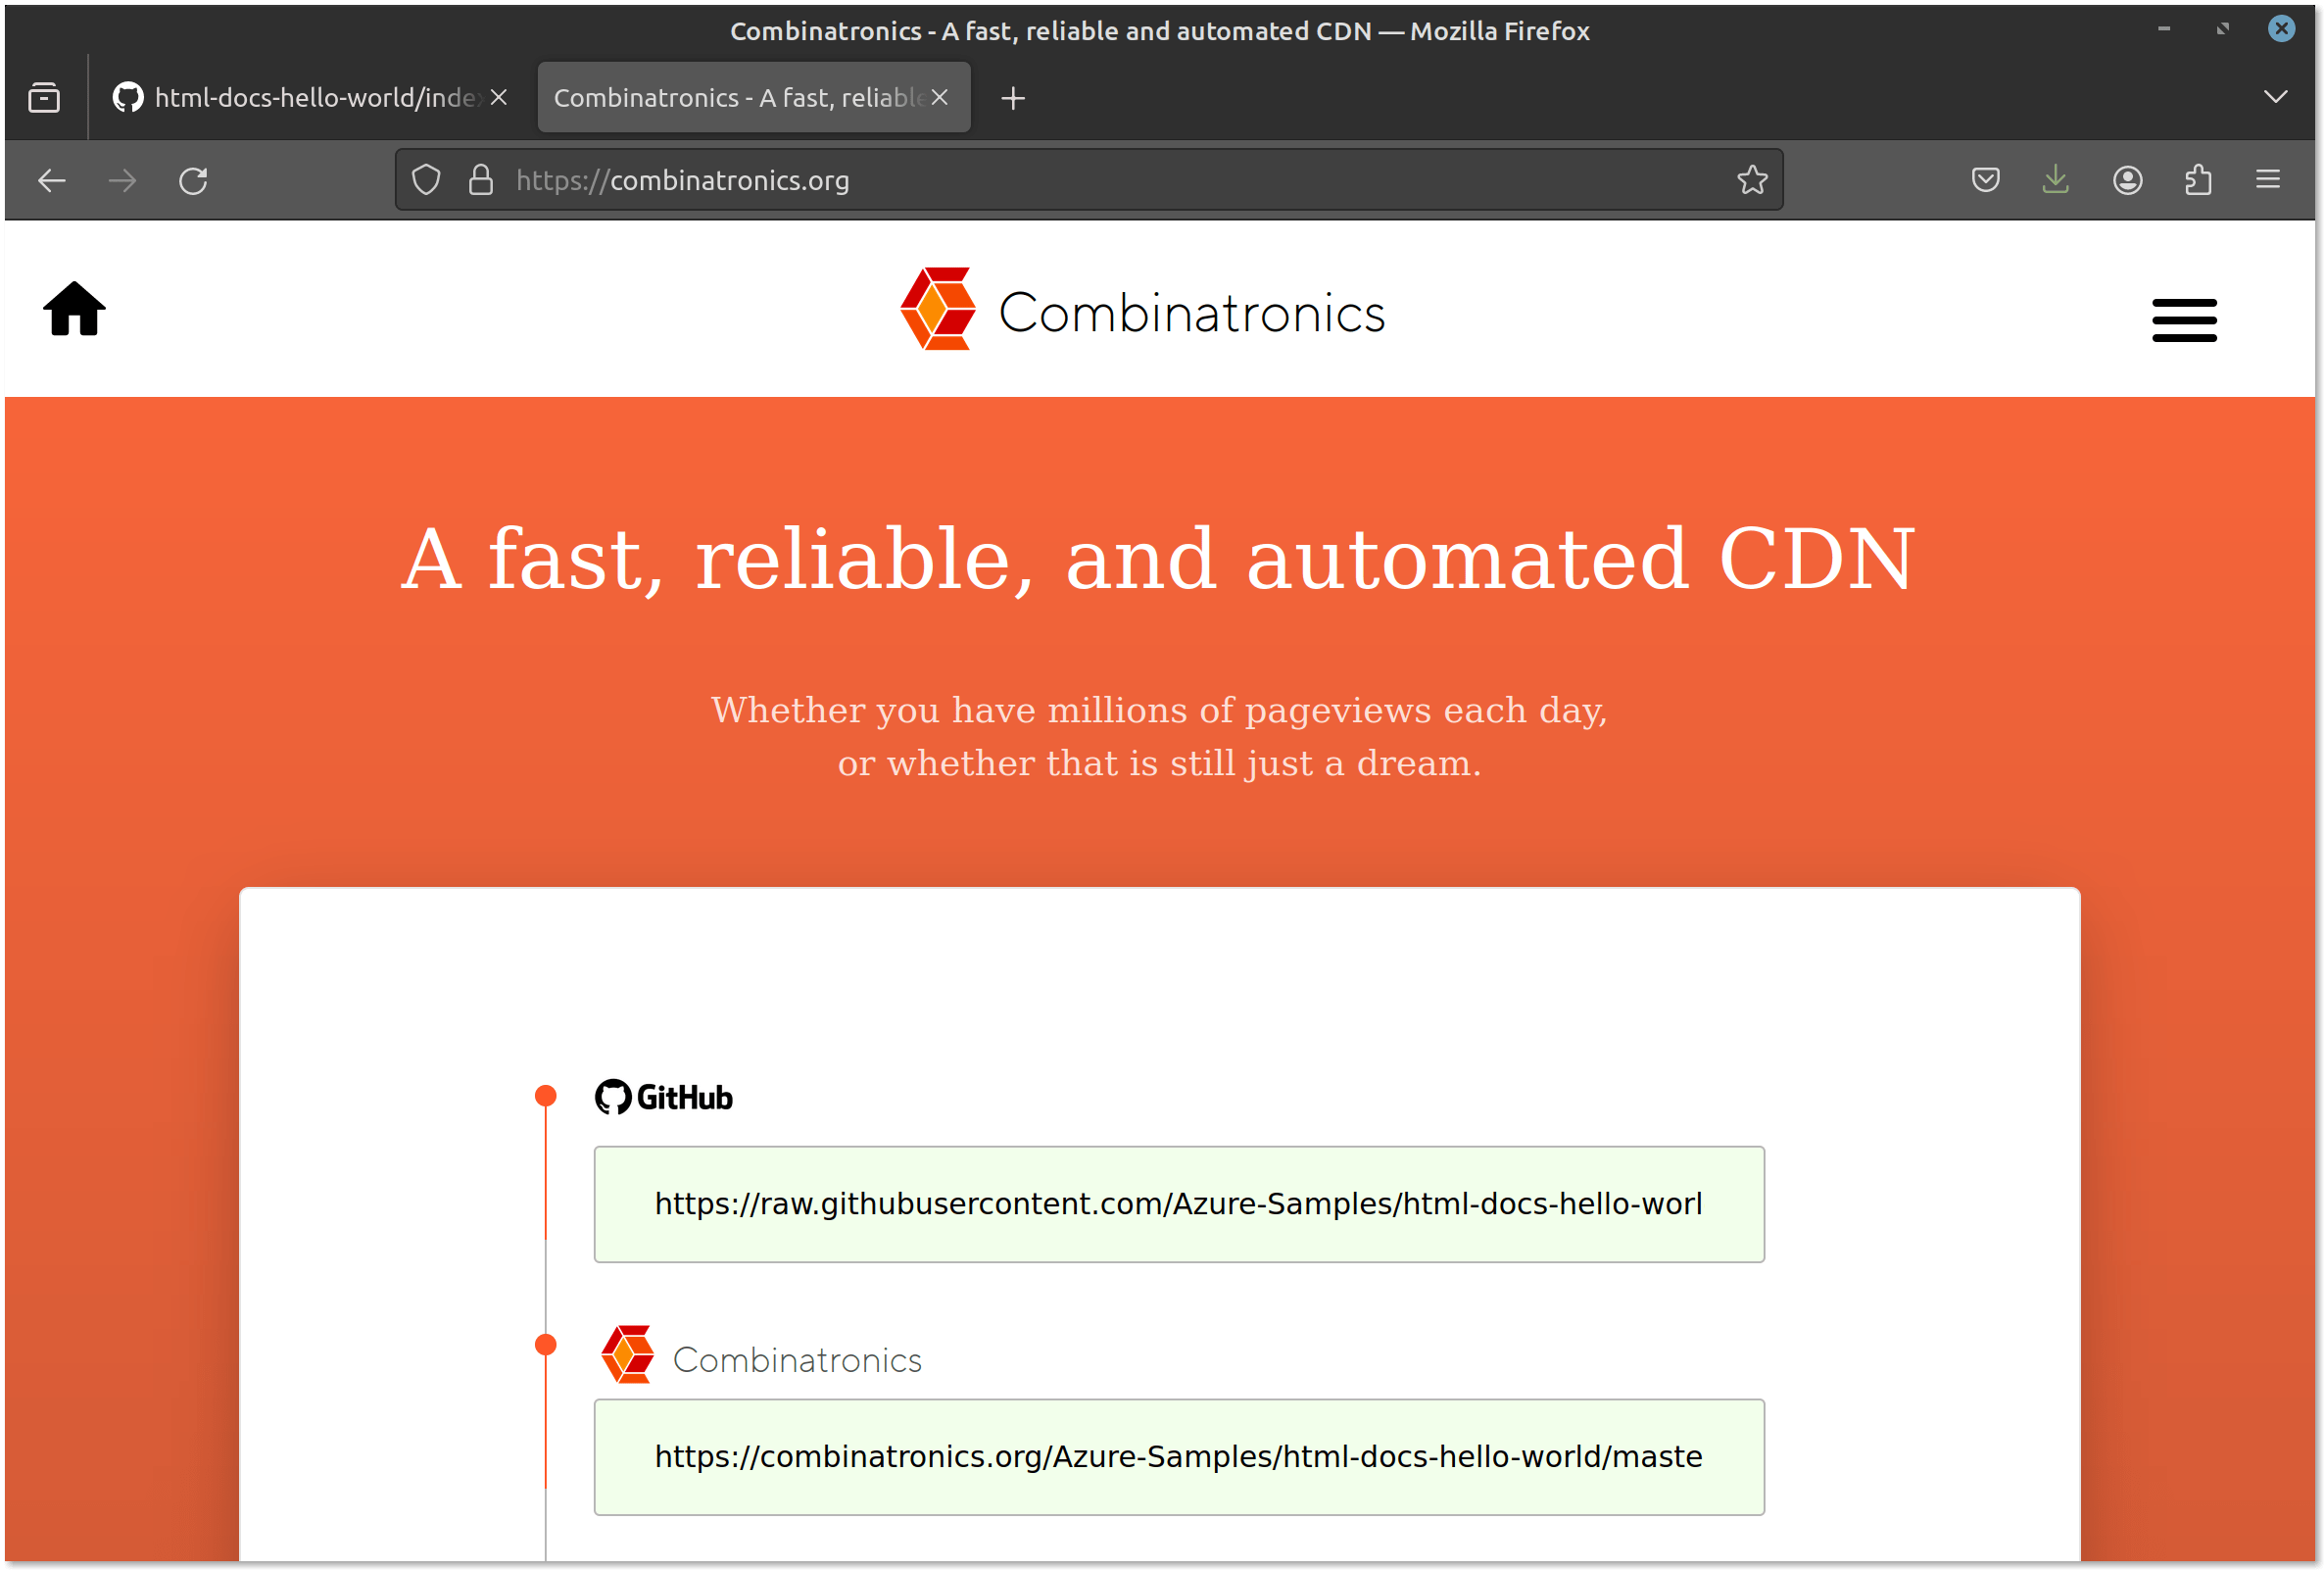 Combinatronics - A fast, reliable and automated CDN — Mozilla Firefox
html-docs-hello-world/index
Combinatronics - A fast, reliable
https://combinatronics.org
Combinatronics
A fast, reliable, and automated CDN
Whether you have millions of pageviews each day,
or whether that is still just a dream.
GitHub
https://raw.githubusercontent.com/Azure-Samples/html-docs-hello-worl
Combinatronics
https://combinatronics.org/Azure-Samples/html-docs-hello-world/maste